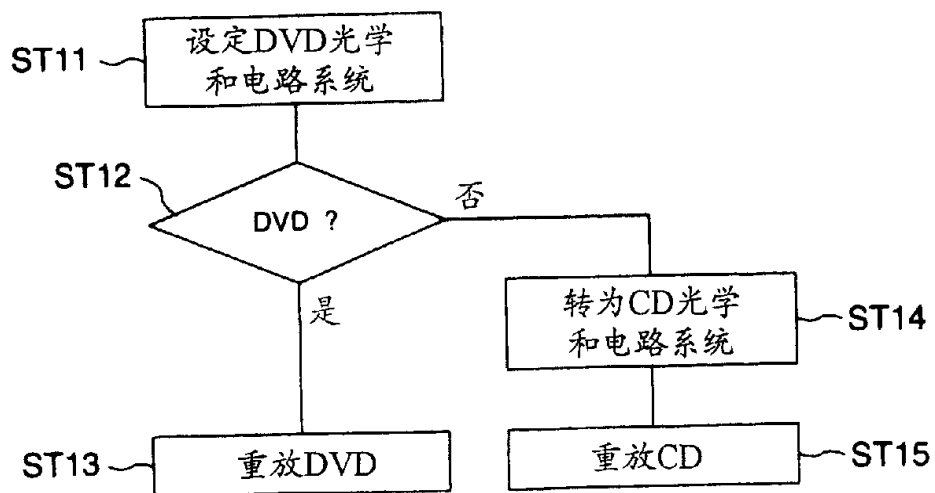 ST11
设定DVD光学
和电路系统
ST12
DVD ?
否
是
转为CD光学
和电路系统
ST14
ST13
重放DVD
重放CD
ST15